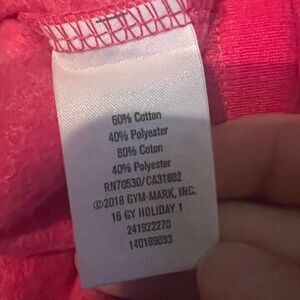 60% Cotton
40% Polyester
60% Coton
40% Polyester
RN70530/CA31802
©2018 GYM-MARK, INC.
18 GY HOLIDAY 1
241922270
140189693